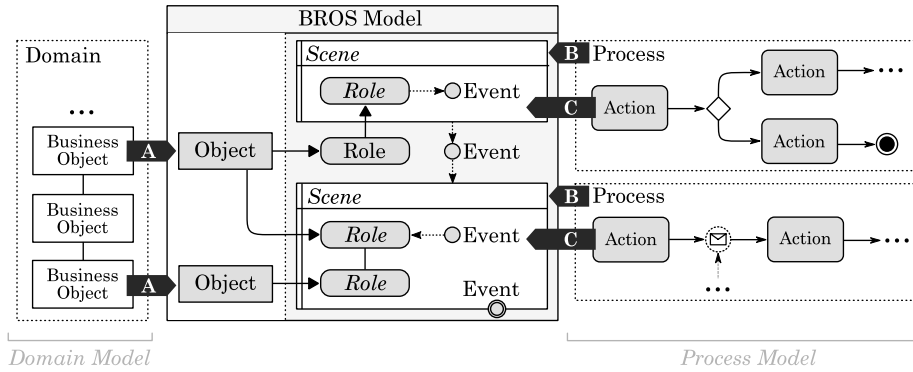 BROS Model
Domain
...
Business
Object
Business
Object
Business
Object
A
A
Object
Object
Scene
Role
Event
Role
Event
Scene
Role
Event
Role
Event
B
Process
C
Action
Action
...
Action
B
Process
C
Action
Action
...
...
Domain Model
Process Model